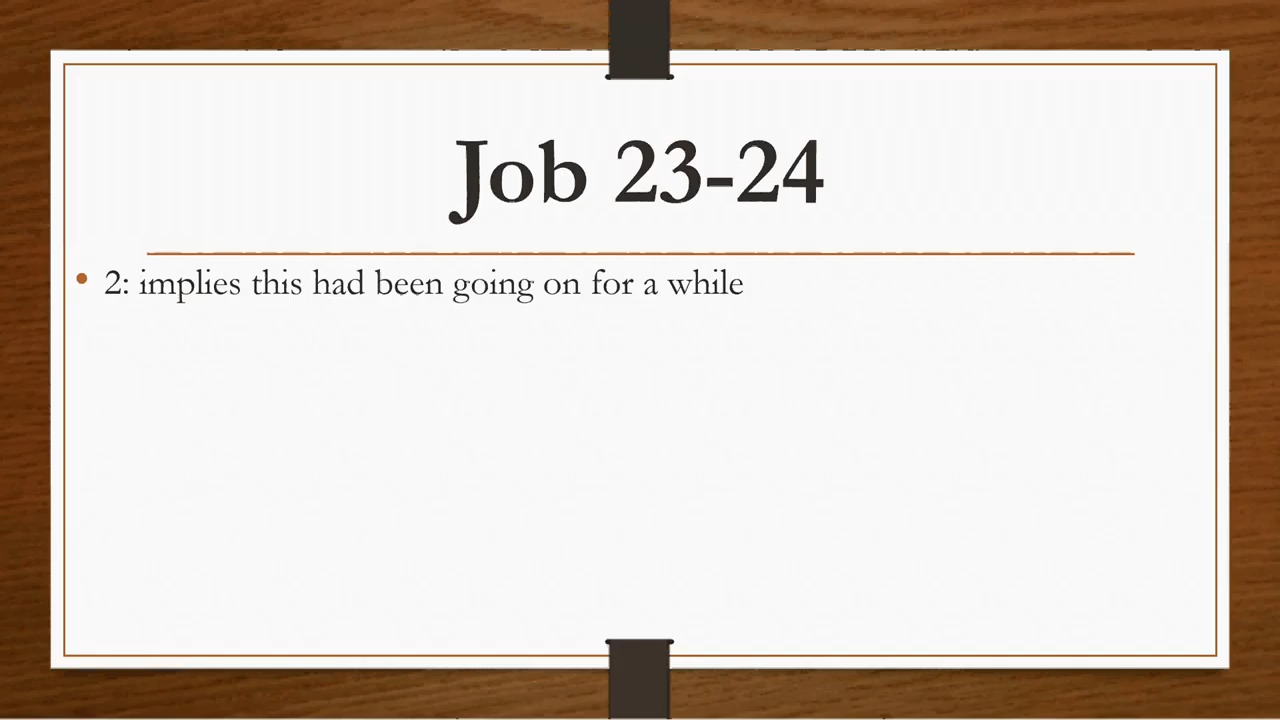 Job 23-24
• 2: implies this had been going on for a while